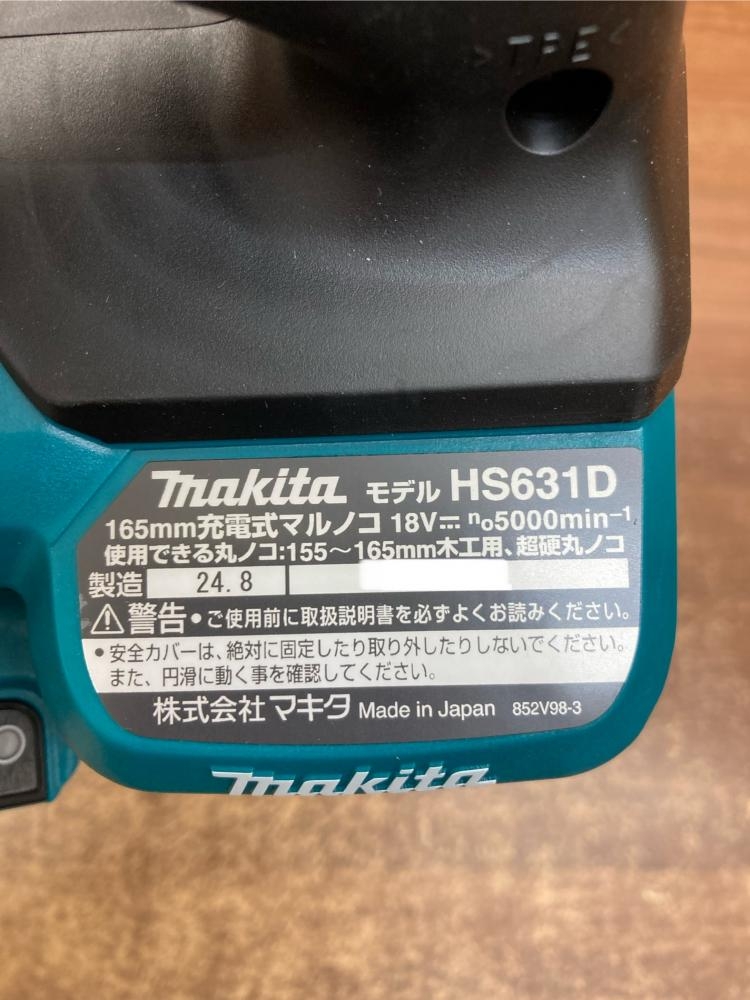 >TPE<
makita モデル HS631D
165mm充電式マルノコ 18V⎓ n₀5000min⁻¹
使用できる丸ノコ:155～165mm木工用、超硬丸ノコ
製造 24.8
⚠警告 ●ご使用前に取扱説明書を必ずよくお読みください。
●安全カバーは、絶対に固定したり取り外したりしないでください。
また、円滑に動く事を確認してください。
株式会社マキタ Made in Japan 852V98-3
makita